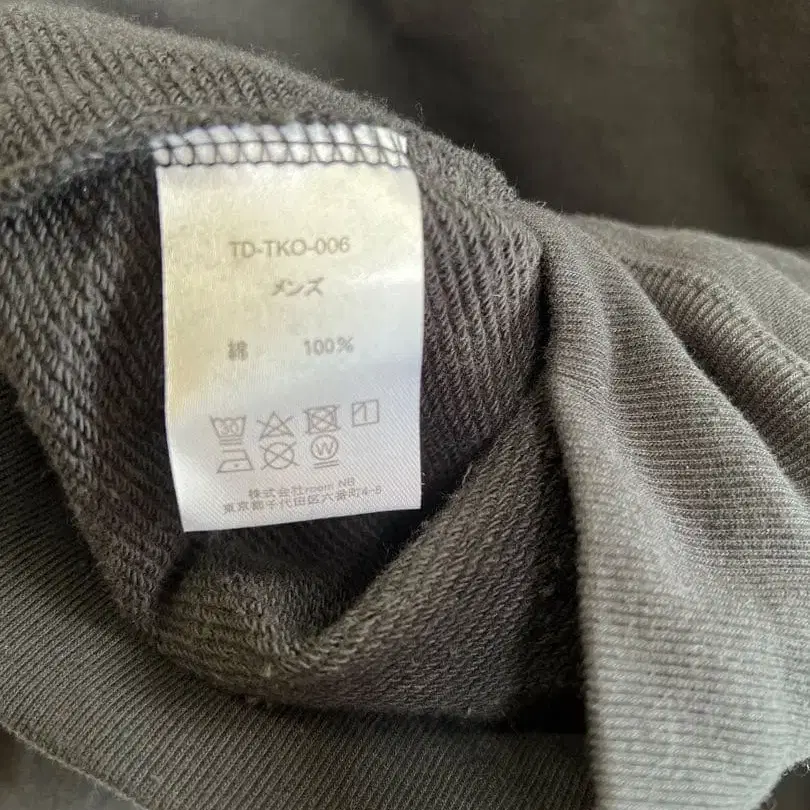 TD-TKO-006
メンズ
綿 100%
30
W
株式会社room NB
東京都千代田区六番町4-5